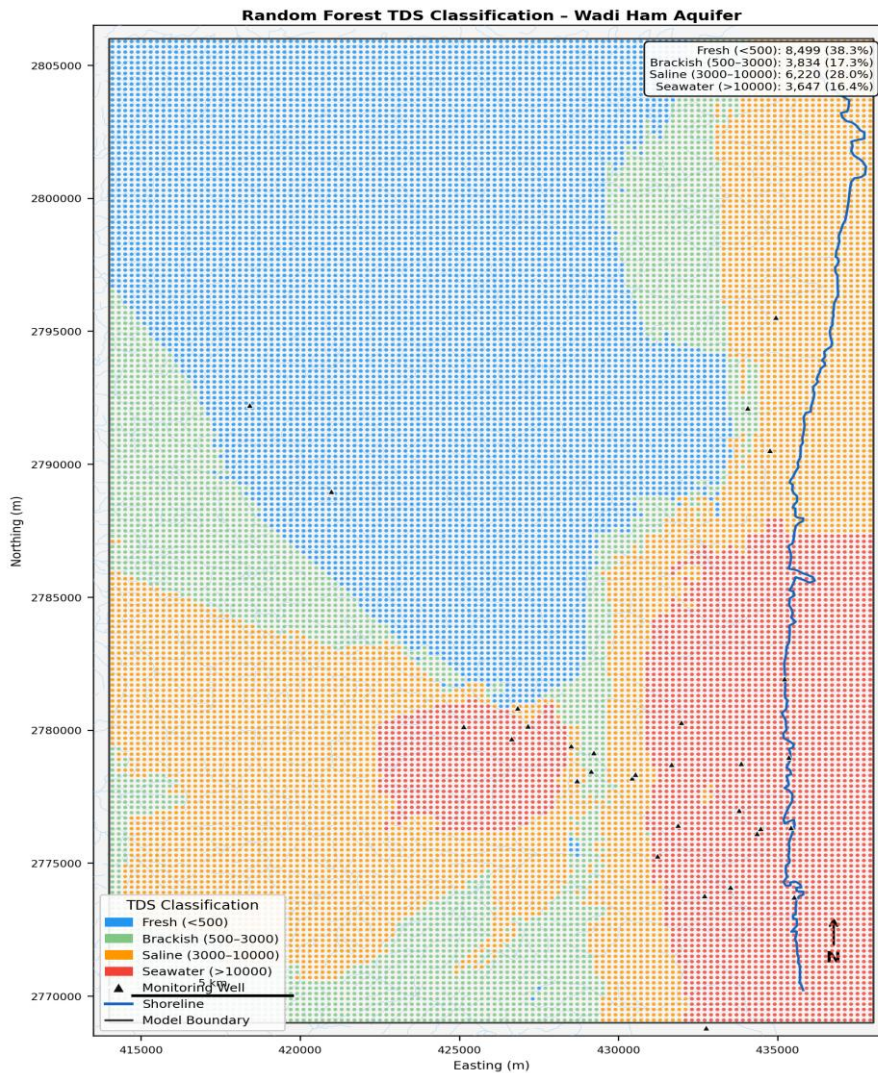 Random Forest TDS Classification – Wadi Ham Aquifer
Fresh (<500): 8,499 (38.3%)
Brackish (500–3000): 3,834 (17.3%)
Saline (3000–10000): 6,220 (28.0%)
Seawater (>10000): 3,647 (16.4%)
2805000
2800000
2795000
2790000
2785000
2780000
2775000
2770000
Northing (m)
TDS Classification
Fresh (<500)
Brackish (500–3000)
Saline (3000–10000)
Seawater (>10000)
5 km
Monitoring Well
Shoreline
Model Boundary
N
415000 420000 425000 430000 435000
Easting (m)